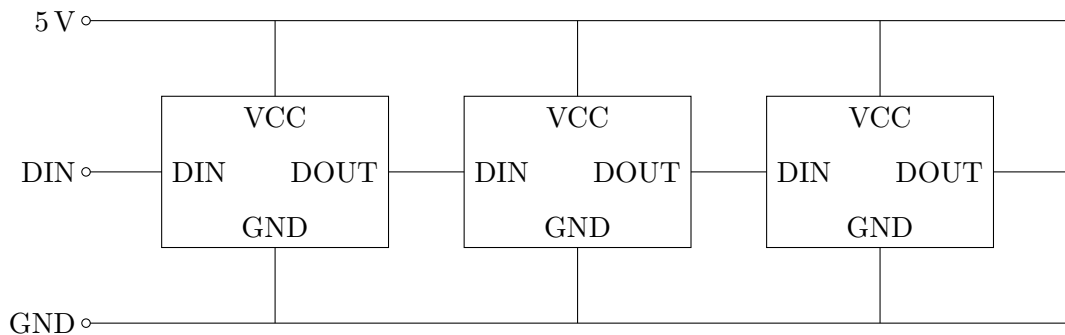 5 V
VCC VCC VCC
DIN DIN DOUT DIN DOUT DIN DOUT
GND GND GND
GND